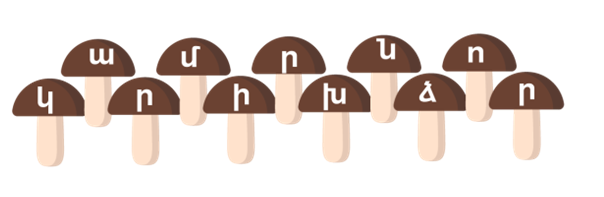 ա մ ր ն ո
կ ր ի խ ձ ր